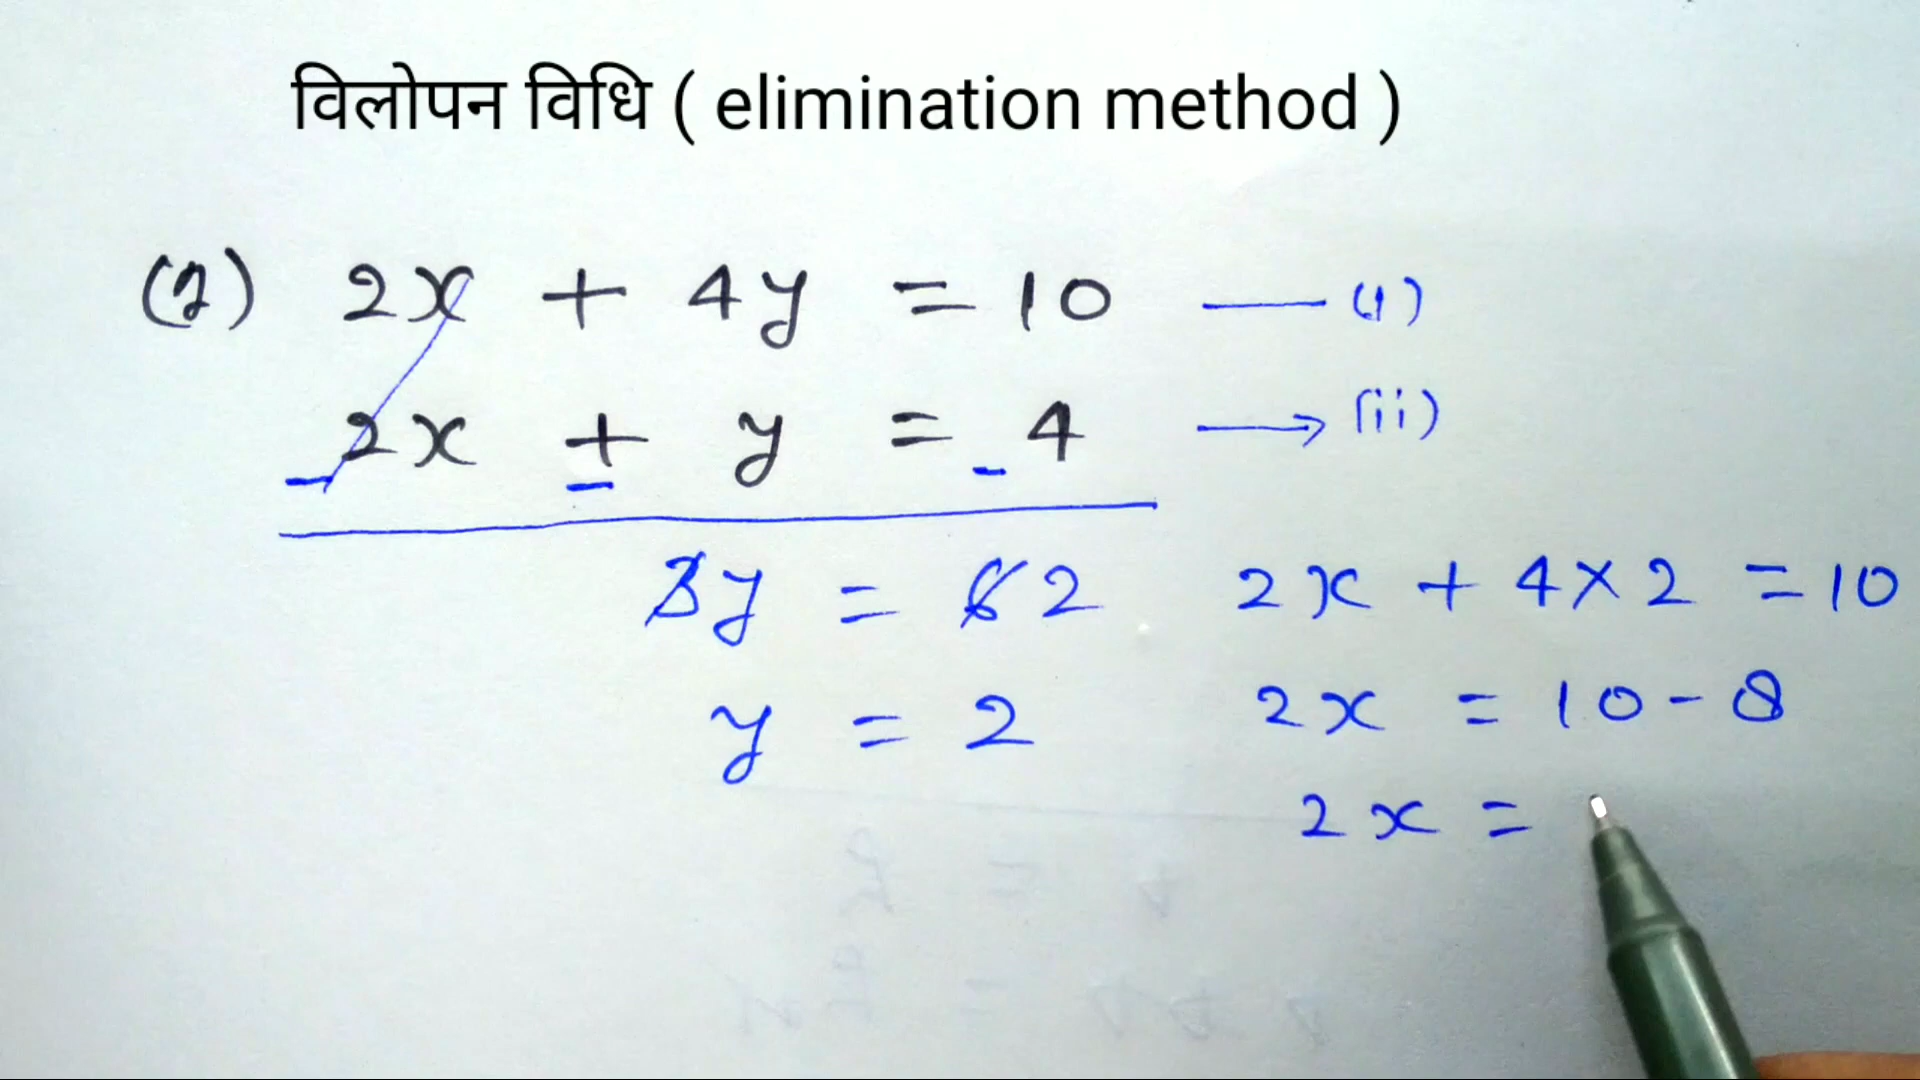 विलोपन विधि ( elimination method )
(1) 2x + 4y = 10 — (i)
2x + y = 4 → (ii)
- - -
3y = 6 2
y = 2
2x + 4×2 = 10
2x = 10 - 8
2x =